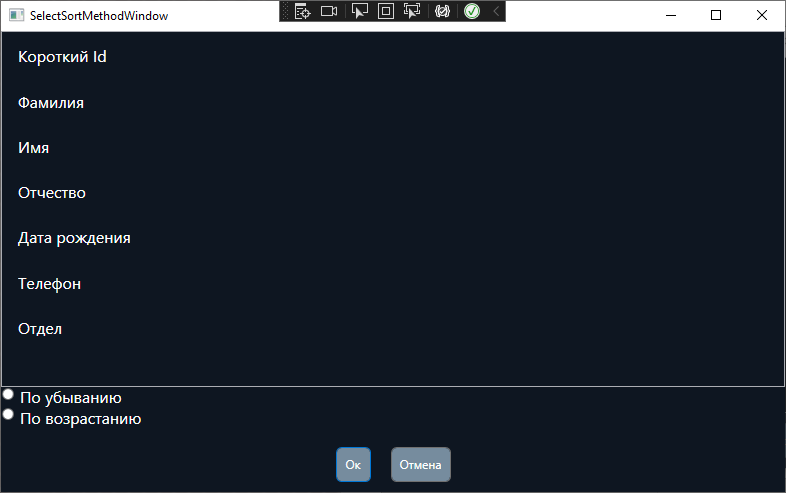 SelectSortMethodWindow
Короткий Id
Фамилия
Имя
Отчество
Дата рождения
Телефон
Отдел
По убыванию
По возрастанию
Ок
Отмена